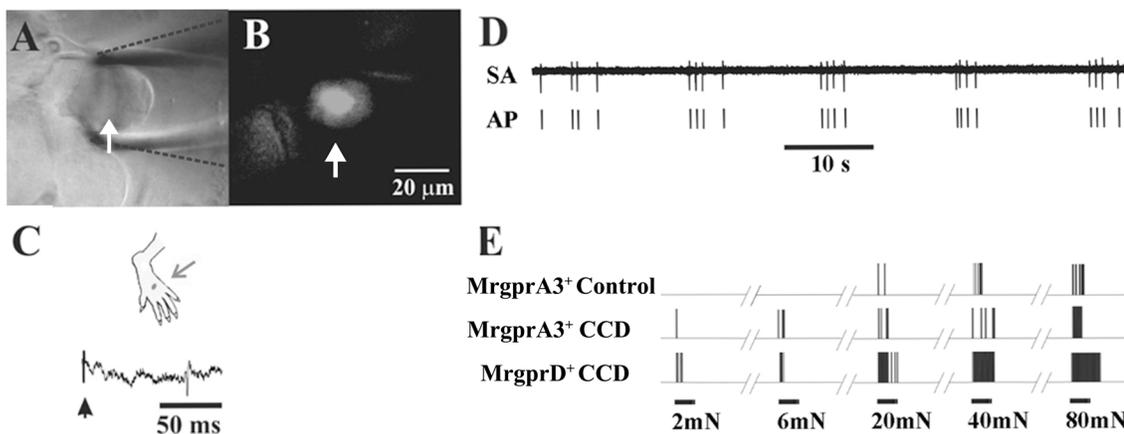 A
B
20 μm
C
50 ms
D
SA
AP
10 s
E
MrgprA3⁺ Control
MrgprA3⁺ CCD
MrgprD⁺ CCD
2mN 6mN 20mN 40mN 80mN